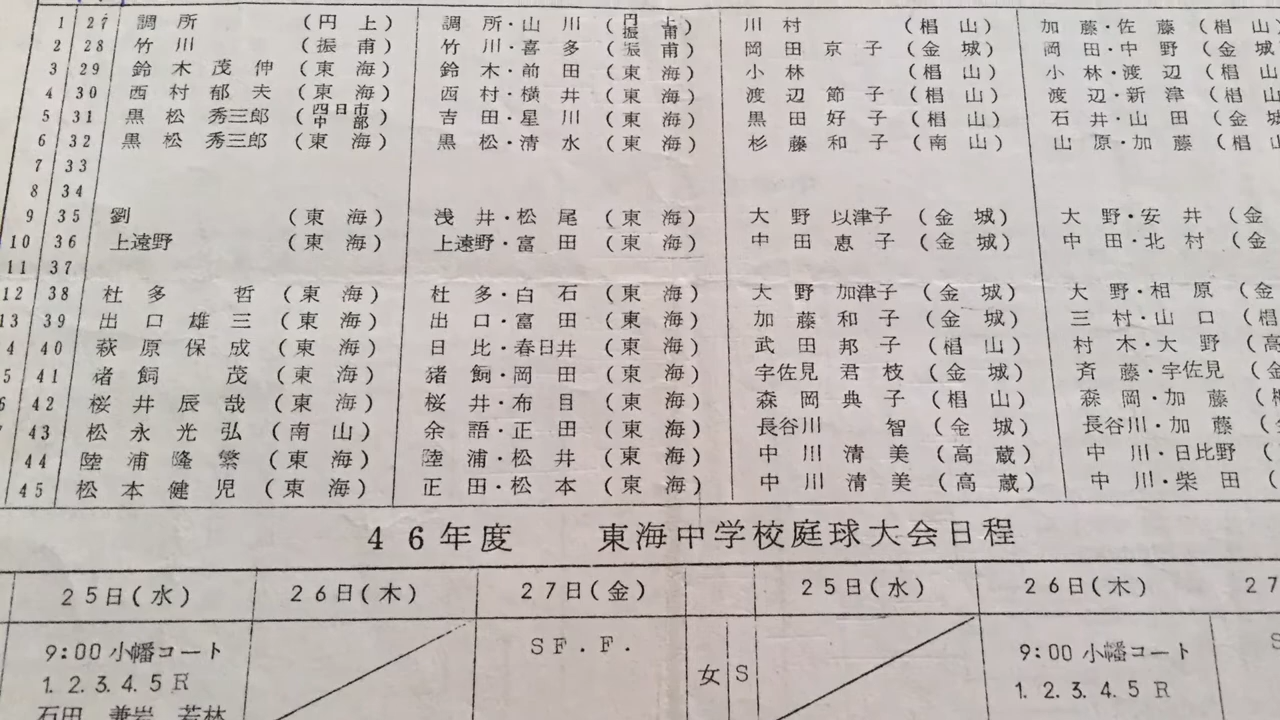 1 27 調所 (円上) 調所・山川 (円上 振甫) 川村 (椙山) 加藤・佐藤 (椙山)
2 28 竹川 (振甫) 竹川・喜多 (振甫) 岡田京子 (金城) 岡田・中野 (金城
3 29 鈴木茂伸 (東海) 鈴木・前田 (東海) 小林 (椙山) 小林・渡辺 (椙山)
4 30 西村郁夫 (東海) 西村・横井 (東海) 渡辺節子 (椙山) 渡辺・新津 (椙山
5 31 黒松秀三郎 (四日市中部) 吉田・星川 (東海) 黒田好子 (椙山) 石井・山田 (金城
6 32 黒松秀三郎 (東海) 黒松・清水 (東海) 杉藤和子 (南山) 山原・加藤 (椙山
7 33
8 34
9 35 劉 (東海) 浅井・松尾 (東海) 大野以津子 (金城) 大野・安井 (金
10 36 上遠野 (東海) 上遠野・富田 (東海) 中田恵子 (金城) 中田・北村 (金
11 37
12 38 杜多哲 (東海) 杜多・白石 (東海) 大野加津子 (金城) 大野・相原 (金
13 39 出口雄三 (東海) 出口・富田 (東海) 加藤和子 (金城) 三村・山口 (椙
4 40 萩原保成 (東海) 日比・春日井 (東海) 武田邦子 (椙山) 村木・大野 (高
5 41 猪飼茂 (東海) 猪飼・岡田 (東海) 宇佐見君枝 (金城) 斉藤・宇佐見 (金
6 42 桜井辰哉 (東海) 桜井・布目 (東海) 森岡典子 (椙山) 森岡・加藤 (椙
43 松永光弘 (南山) 余語・正田 (東海) 長谷川智 (金城) 長谷川・加藤 (
44 陸浦隆繁 (東海) 陸浦・松井 (東海) 中川清美 (高蔵) 中川・日比野 (
45 松本健児 (東海) 正田・松本 (東海) 中川清美 (高蔵) 中川・柴田 (
46年度 東海中学校庭球大会日程
25日(水) 26日(木) 27日(金) 25日(水) 26日(木) 27
9:00 小幡コート SF.F. 女 S 9:00 小幡コート S
1.2.3.4.5R 1.2.3.4.5R
石田 兼岩 若林